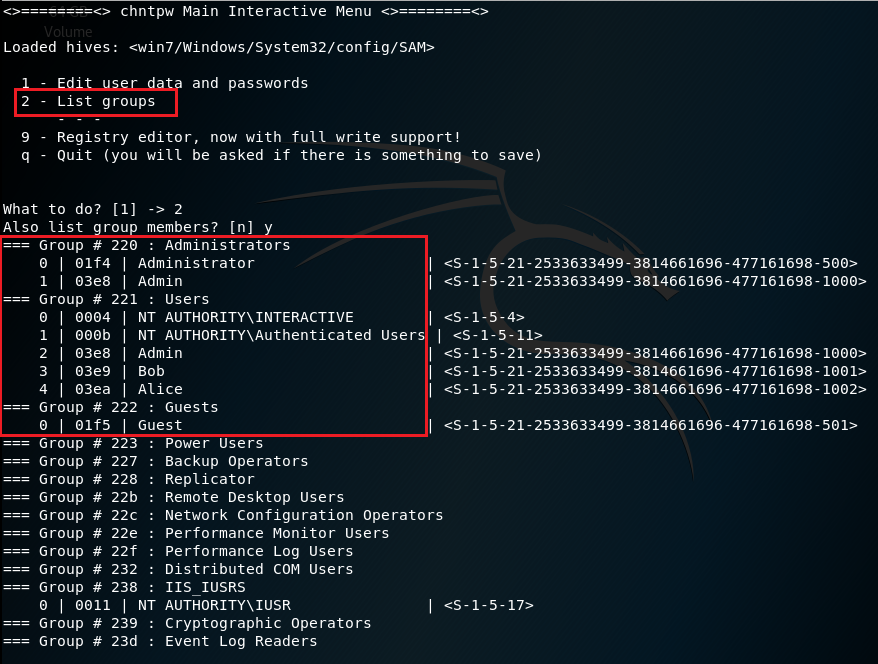 <>========<> chntpw Main Interactive Menu <>========<>
Volume
Loaded hives: <win7/Windows/System32/config/SAM>
1 - Edit user data and passwords
2 - List groups
- - -
9 - Registry editor, now with full write support!
q - Quit (you will be asked if there is something to save)
What to do? [1] -> 2
Also list group members? [n] y
=== Group # 220 : Administrators
0 | 01f4 | Administrator | <S-1-5-21-2533633499-3814661696-477161698-500>
1 | 03e8 | Admin | <S-1-5-21-2533633499-3814661696-477161698-1000>
=== Group # 221 : Users
0 | 0004 | NT AUTHORITY\INTERACTIVE | <S-1-5-4>
1 | 000b | NT AUTHORITY\Authenticated Users | <S-1-5-11>
2 | 03e8 | Admin | <S-1-5-21-2533633499-3814661696-477161698-1000>
3 | 03e9 | Bob | <S-1-5-21-2533633499-3814661696-477161698-1001>
4 | 03ea | Alice | <S-1-5-21-2533633499-3814661696-477161698-1002>
=== Group # 222 : Guests
0 | 01f5 | Guest | <S-1-5-21-2533633499-3814661696-477161698-501>
=== Group # 223 : Power Users
=== Group # 227 : Backup Operators
=== Group # 228 : Replicator
=== Group # 22b : Remote Desktop Users
=== Group # 22c : Network Configuration Operators
=== Group # 22e : Performance Monitor Users
=== Group # 22f : Performance Log Users
=== Group # 232 : Distributed COM Users
=== Group # 238 : IIS_IUSRS
0 | 0011 | NT AUTHORITY\IUSR | <S-1-5-17>
=== Group # 239 : Cryptographic Operators
=== Group # 23d : Event Log Readers